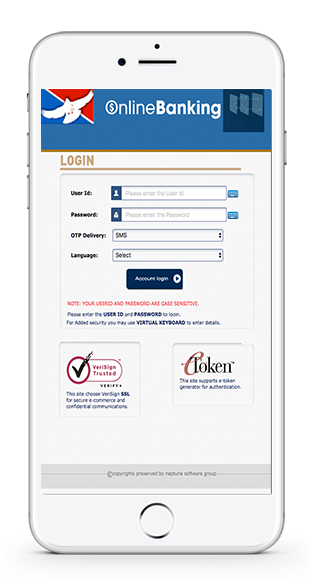 OnlineBanking
LOGIN
User Id: Please enter the User Id
Password: Please enter the Password
OTP Delivery: SMS
Language: Select
Account login
NOTE: YOUR USERID AND PASSWORD ARE CASE SENSITIVE.
Please enter the USER ID and PASSWORD to login.
For Added security you may use VIRTUAL KEYBOARD to enter details.
VeriSign
Trusted
VERIFY
This site choose VeriSign SSL
for secure e-commerce and
confidential communications.
eToken™
This site supports e-token
generator for authentication.
©copyrights preserved by neptune software group